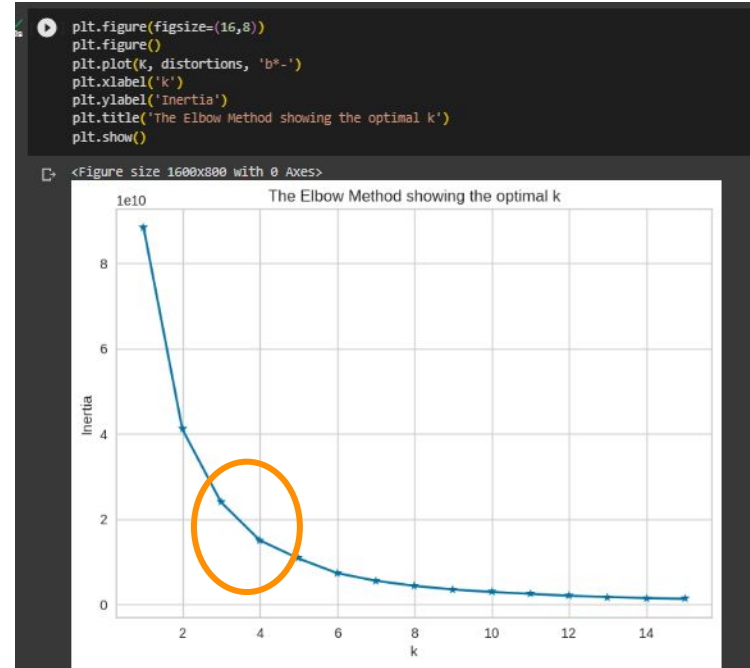 plt.figure(figsize=(16,8))
plt.figure()
plt.plot(K, distortions, 'b*-')
plt.xlabel('k')
plt.ylabel('Inertia')
plt.title('The Elbow Method showing the optimal k')
plt.show()
<Figure size 1600x800 with 0 Axes>
The Elbow Method showing the optimal k
1e10
8
6
4
2
0
Inertia
2 4 6 8 10 12 14
k